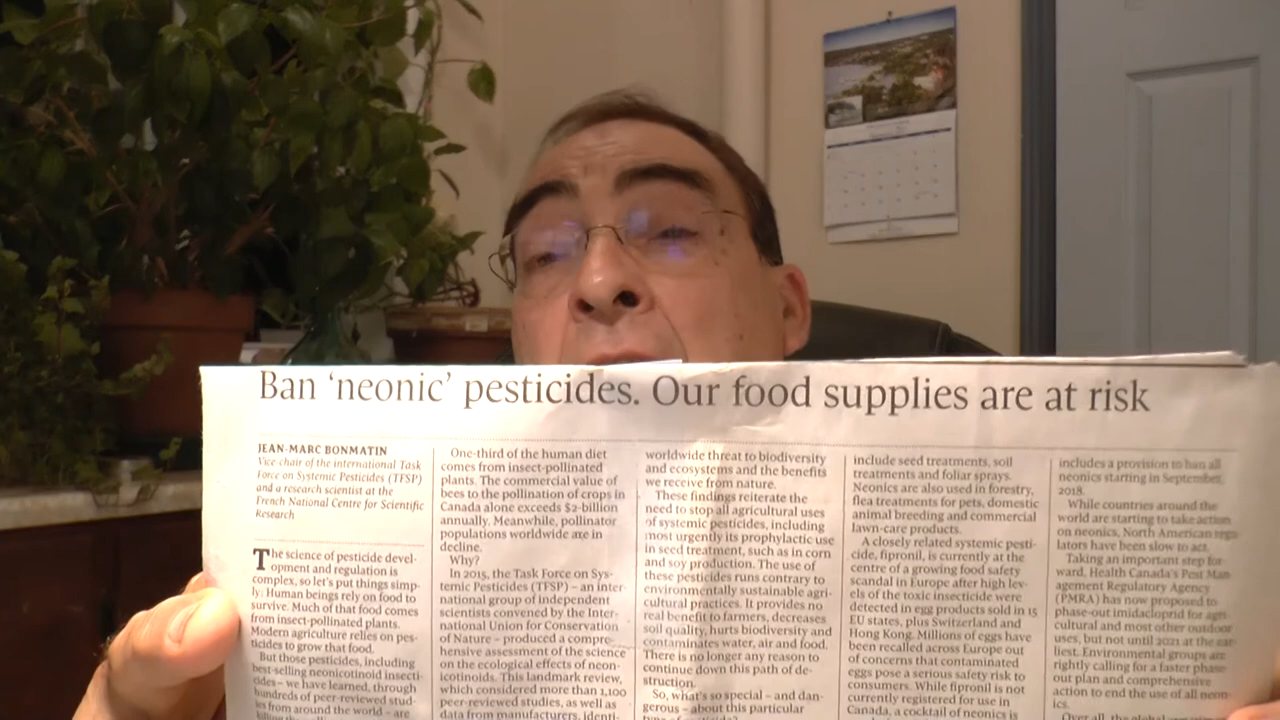 Ban ‘neonic’ pesticides. Our food supplies are at risk
JEAN-MARC BONMATIN
Vice-chair of the international Task
Force on Systemic Pesticides (TFSP)
and a research scientist at the
French National Centre for Scientific
Research
The science of pesticide devel-
opment and regulation is
complex, so let's put things simp-
ly: Human beings rely on food to
survive. Much of that food comes
from insect-pollinated plants.
Modern agriculture relies on pes-
ticides to grow that food.
But those pesticides, including
best-selling neonicotinoid insecti-
cides – we have learned, through
hundreds of peer-reviewed stud-
ies from around the world – are
One-third of the human diet
comes from insect-pollinated
plants. The commercial value of
bees to the pollination of crops in
Canada alone exceeds $2-billion
annually. Meanwhile, pollinator
populations worldwide are in
decline.
Why?
In 2015, the Task Force on Sys-
temic Pesticides (TFSP) – an inter-
national group of independent
scientists convened by the Inter-
national Union for Conservation
of Nature – produced a compre-
hensive assessment of the science
on the ecological effects of neon-
icotinoids. This landmark review,
which considered more than 1,100
peer-reviewed studies, as well as
data from manufacturers, identi-
worldwide threat to biodiversity
and ecosystems and the benefits
we receive from nature.
These findings reiterate the
need to stop all agricultural uses
of systemic pesticides, including
most urgently its prophylactic use
in seed treatment, such as in corn
and soy production. The use of
these pesticides runs contrary to
environmentally sustainable agri-
cultural practices. It provides no
real benefit to farmers, decreases
soil quality, hurts biodiversity and
contaminates water, air and food.
There is no longer any reason to
continue down this path of de-
struction.
So, what's so special – and dan-
gerous – about this particular
type of pesticide?
include seed treatments, soil
treatments and foliar sprays.
Neonics are also used in forestry,
flea treatments for pets, domestic
animal breeding and commercial
lawn-care products.
A closely related systemic pesti-
cide, fipronil, is currently at the
centre of a growing food safety
scandal in Europe after high lev-
els of the toxic insecticide were
detected in egg products sold in 15
EU states, plus Switzerland and
Hong Kong. Millions of eggs have
been recalled across Europe out
of concerns that contaminated
eggs pose a serious safety risk to
consumers. While fipronil is not
currently registered for use in
Canada, a cocktail of neonics is
includes a provision to ban all
neonics starting in September,
2018.
While countries around the
world are starting to take action
on neonics, North American regu-
lators have been slow to act.
Taking an important step for-
ward, Health Canada's Pest Man-
agement Regulatory Agency
(PMRA) has now proposed to
phase-out imidacloprid for agri-
cultural and most other outdoor
uses, but not until 2021 at the ear-
liest. Environmental groups are
rightly calling for a faster phase-
out plan and comprehensive
action to end the use of all neon-
ics.
Over all, the global